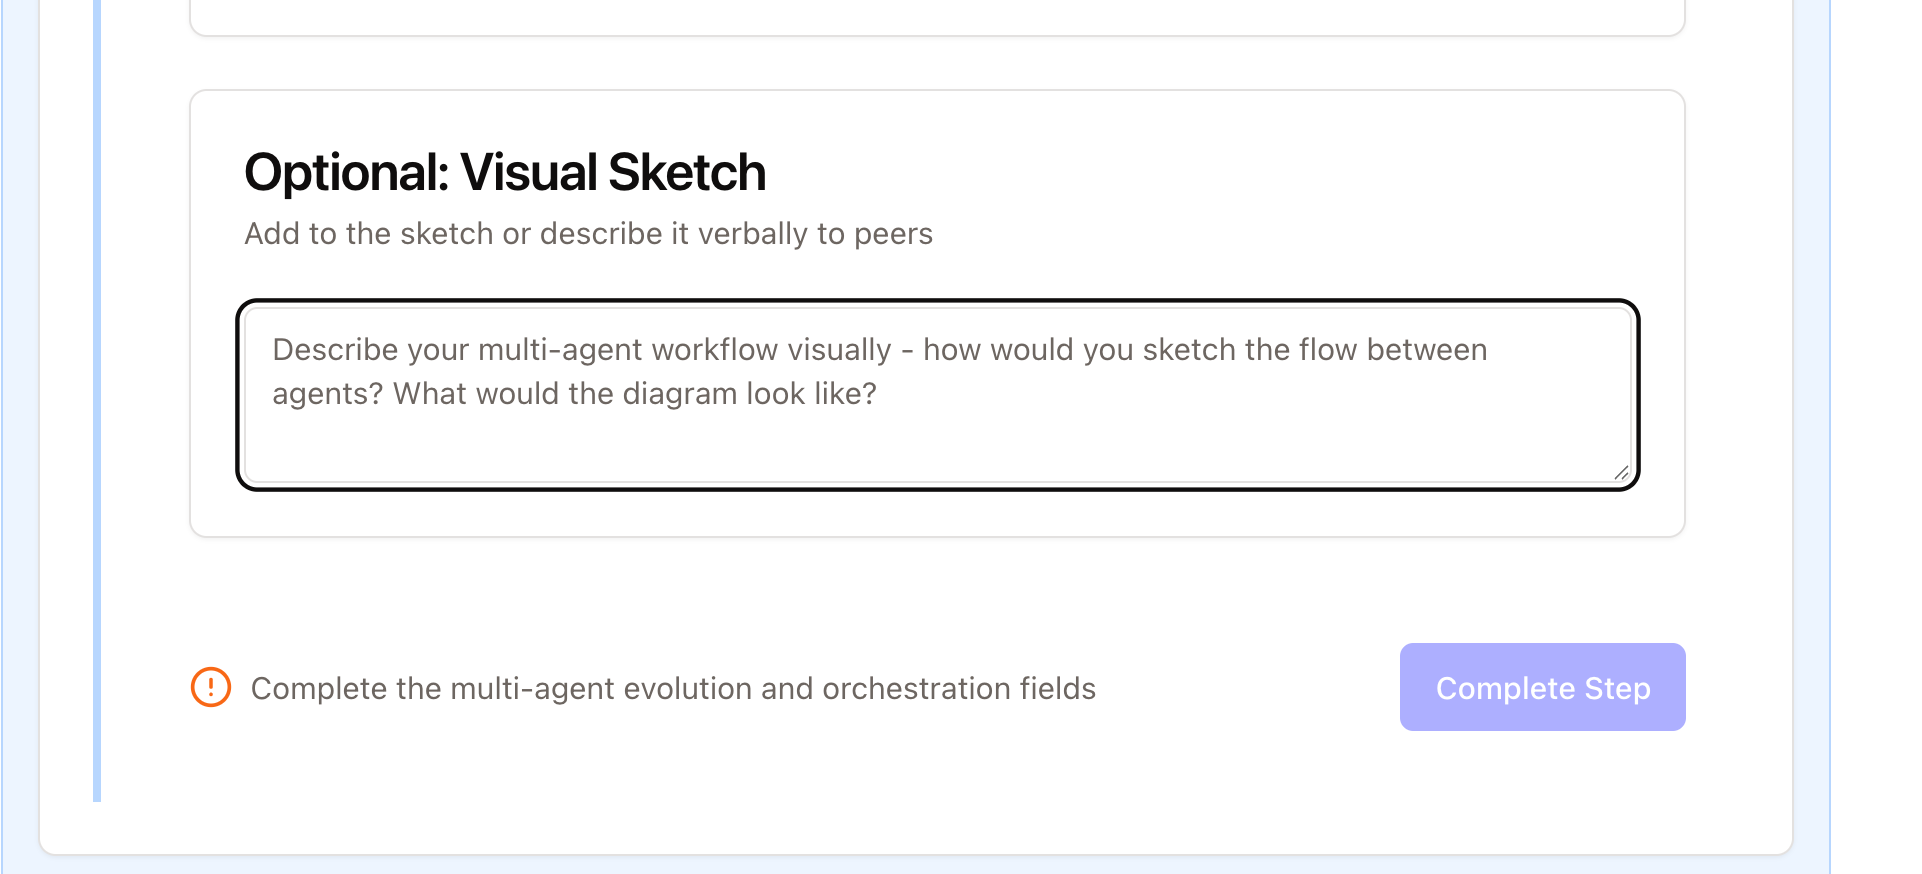 Optional: Visual Sketch
Add to the sketch or describe it verbally to peers
Describe your multi-agent workflow visually - how would you sketch the flow between
agents? What would the diagram look like?
Complete the multi-agent evolution and orchestration fields
Complete Step